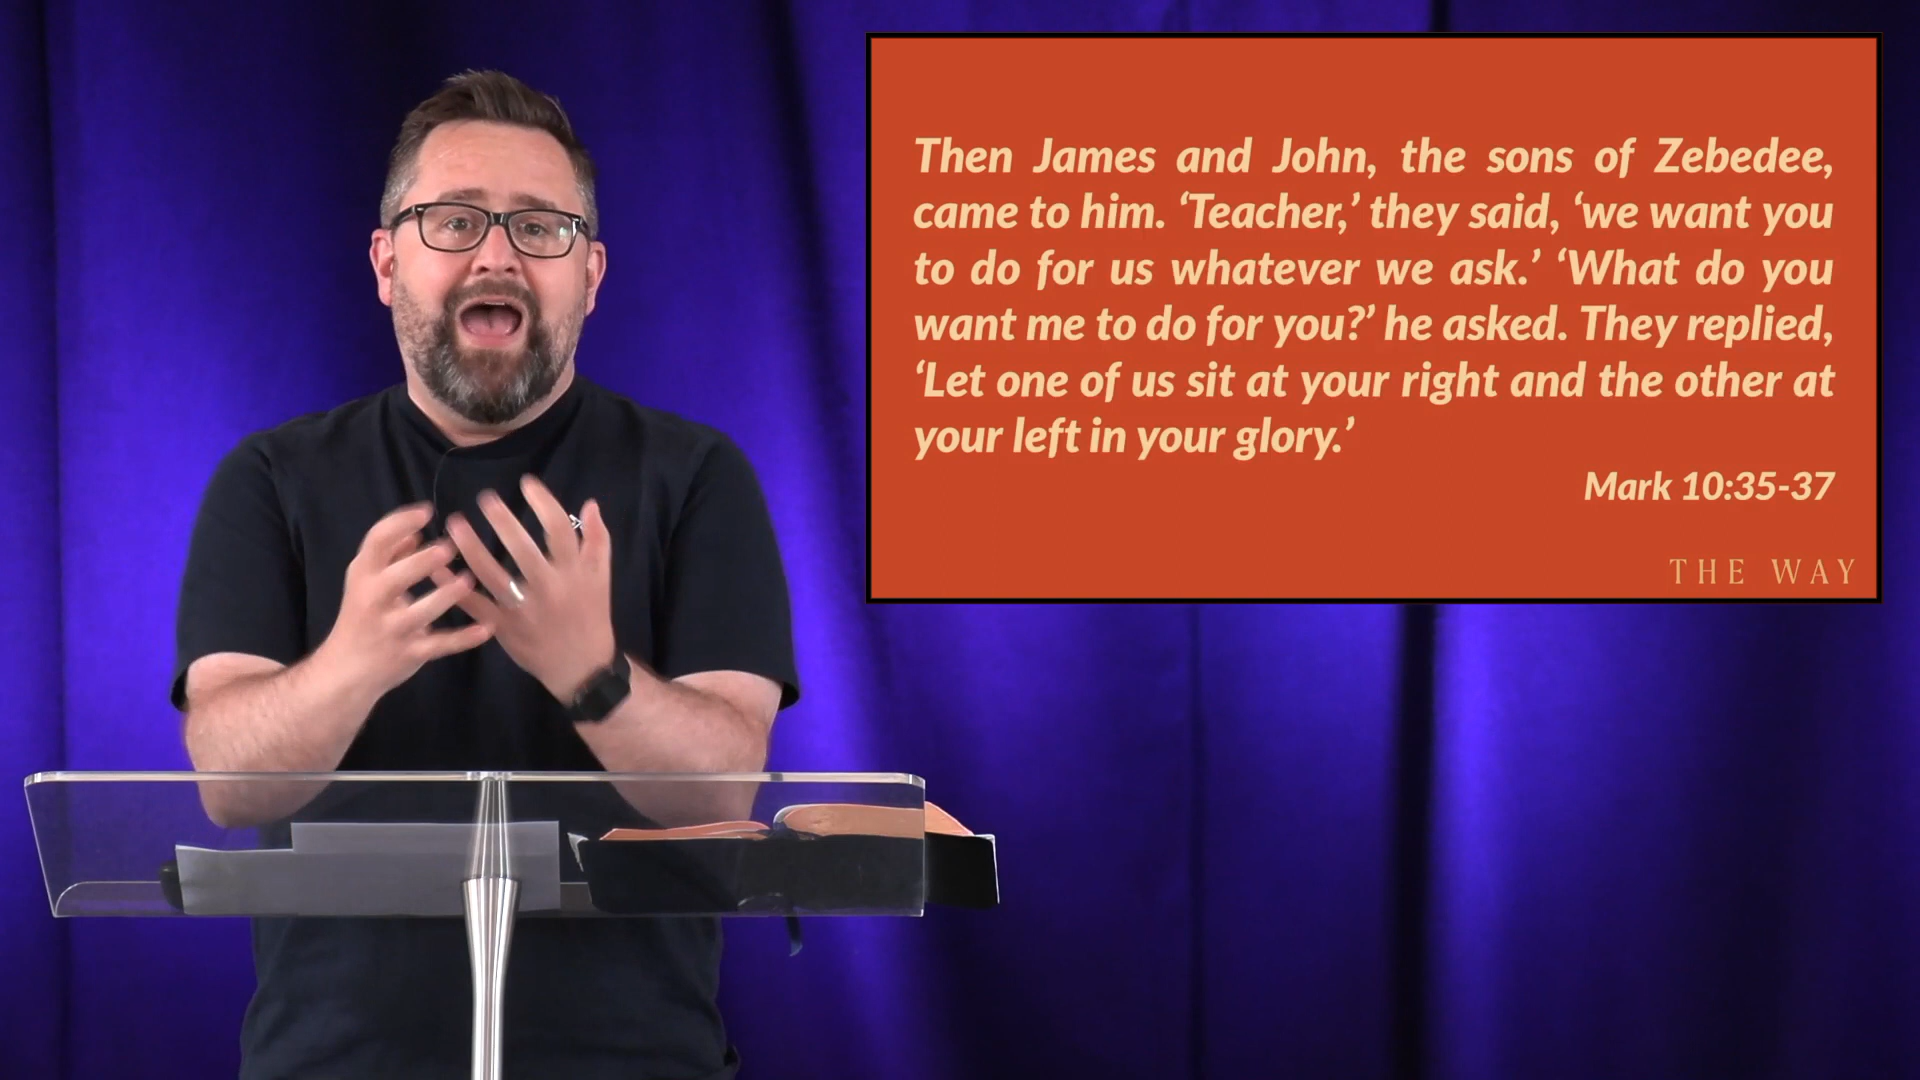 Then James and John, the sons of Zebedee,
came to him. ‘Teacher,’ they said, ‘we want you
to do for us whatever we ask.’ ‘What do you
want me to do for you?’ he asked. They replied,
‘Let one of us sit at your right and the other at
your left in your glory.’
Mark 10:35-37
THE WAY